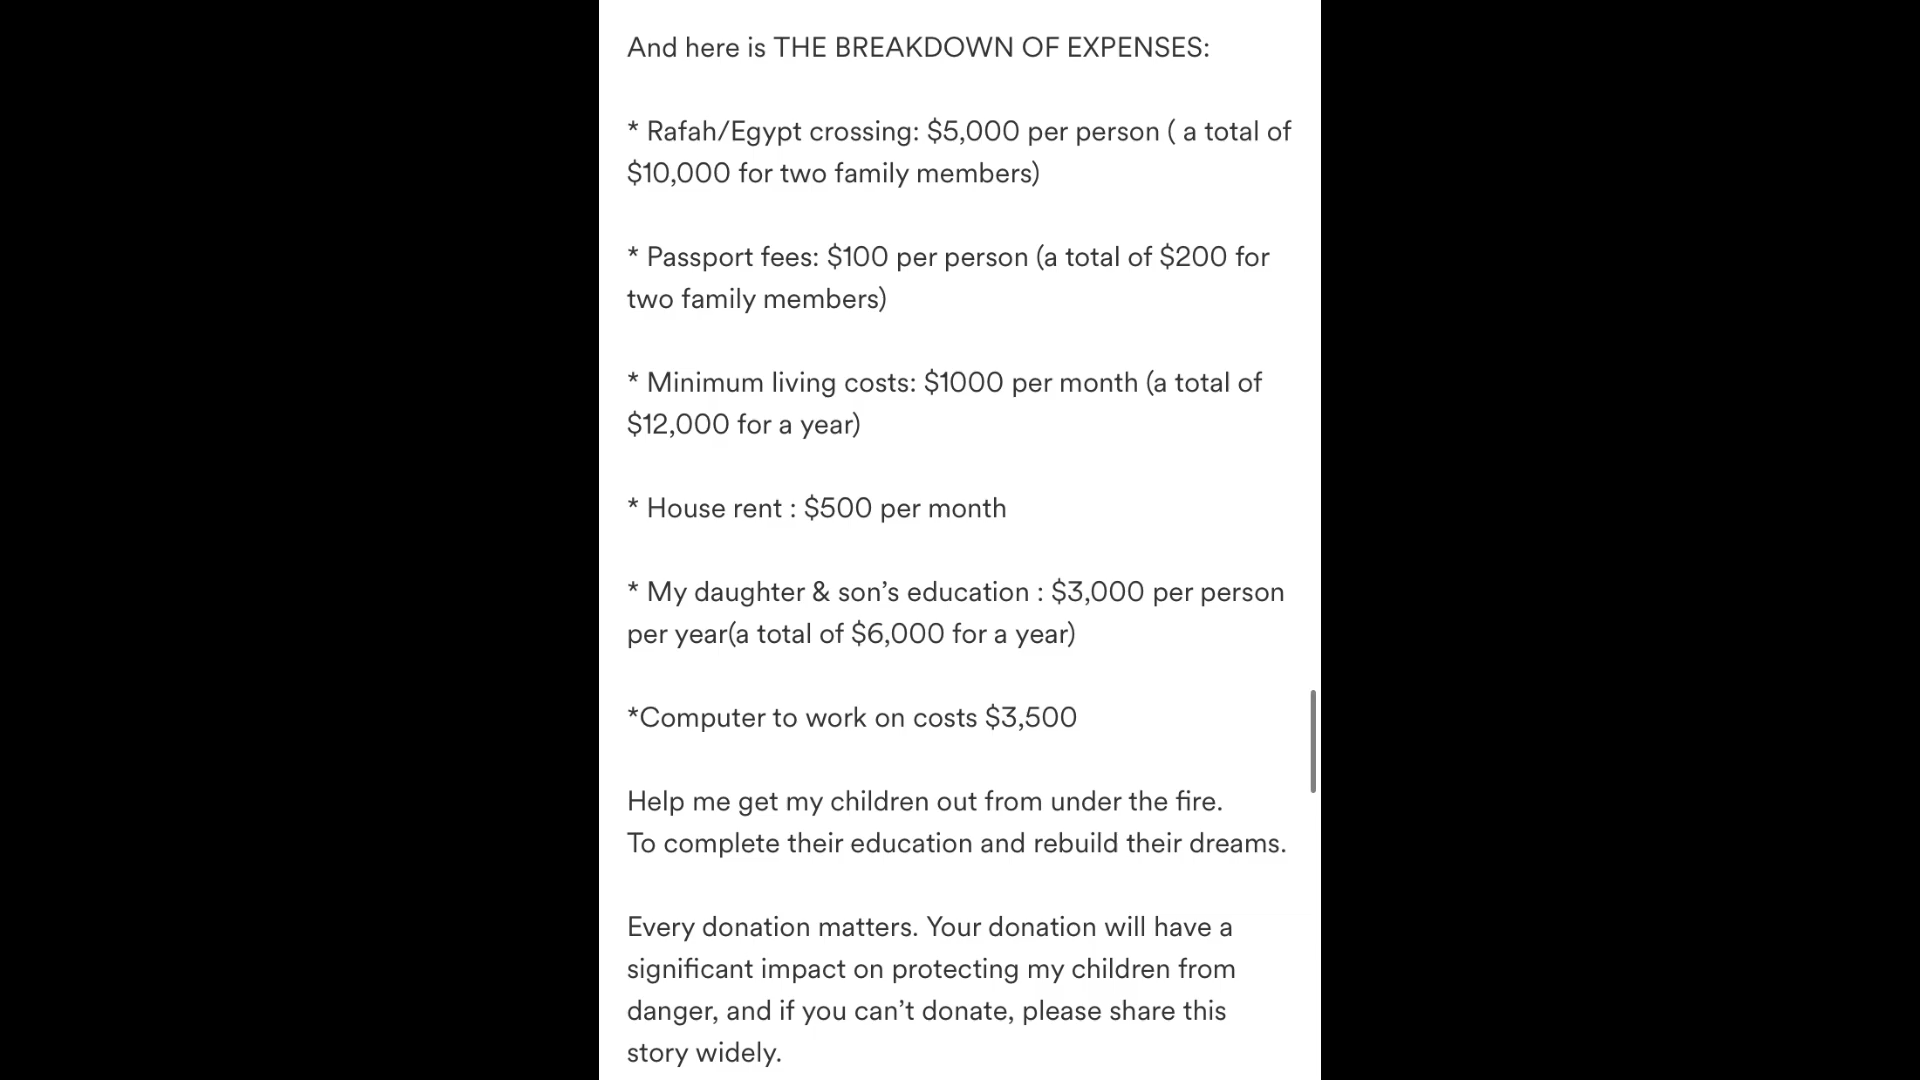 And here is THE BREAKDOWN OF EXPENSES:
* Rafah/Egypt crossing: $5,000 per person ( a total of
$10,000 for two family members)
* Passport fees: $100 per person (a total of $200 for
two family members)
* Minimum living costs: $1000 per month (a total of
$12,000 for a year)
* House rent : $500 per month
* My daughter & son’s education : $3,000 per person
per year(a total of $6,000 for a year)
*Computer to work on costs $3,500
Help me get my children out from under the fire.
To complete their education and rebuild their dreams.
Every donation matters. Your donation will have a
significant impact on protecting my children from
danger, and if you can’t donate, please share this
story widely.